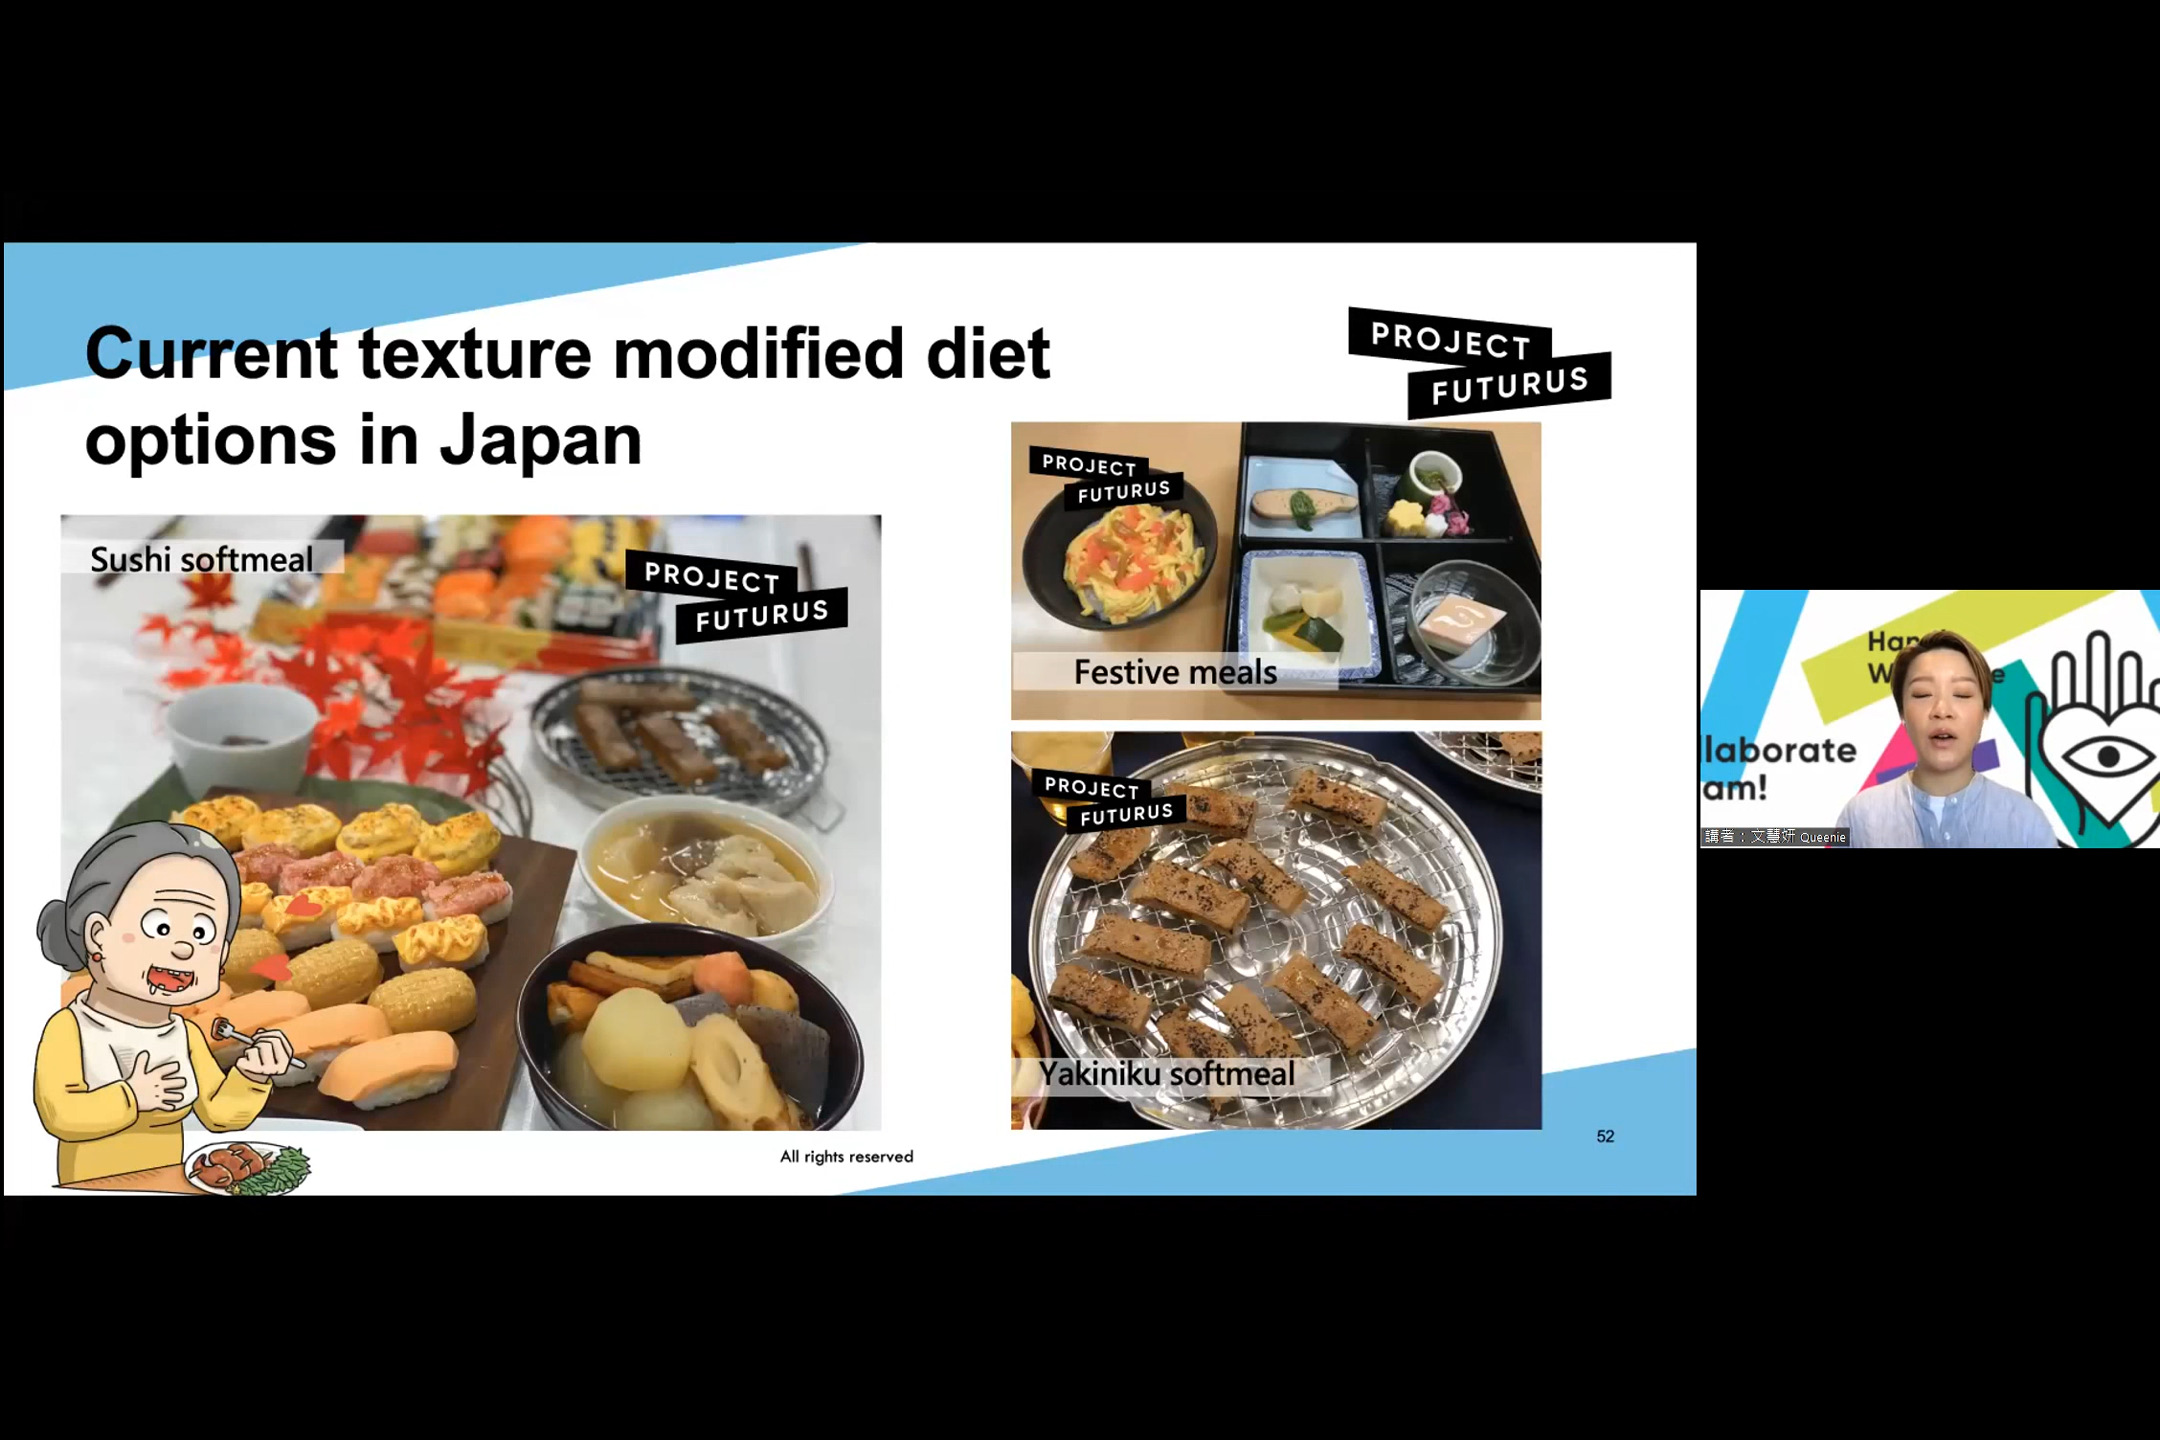 Current texture modified diet
options in Japan
PROJECT
FUTURUS
Sushi softmeal
PROJECT
FUTURUS
PROJECT
FUTURUS
Festive meals
PROJECT
FUTURUS
Yakiniku softmeal
All rights reserved
52
llaborate
am!
講者：文慧妍 Queenie